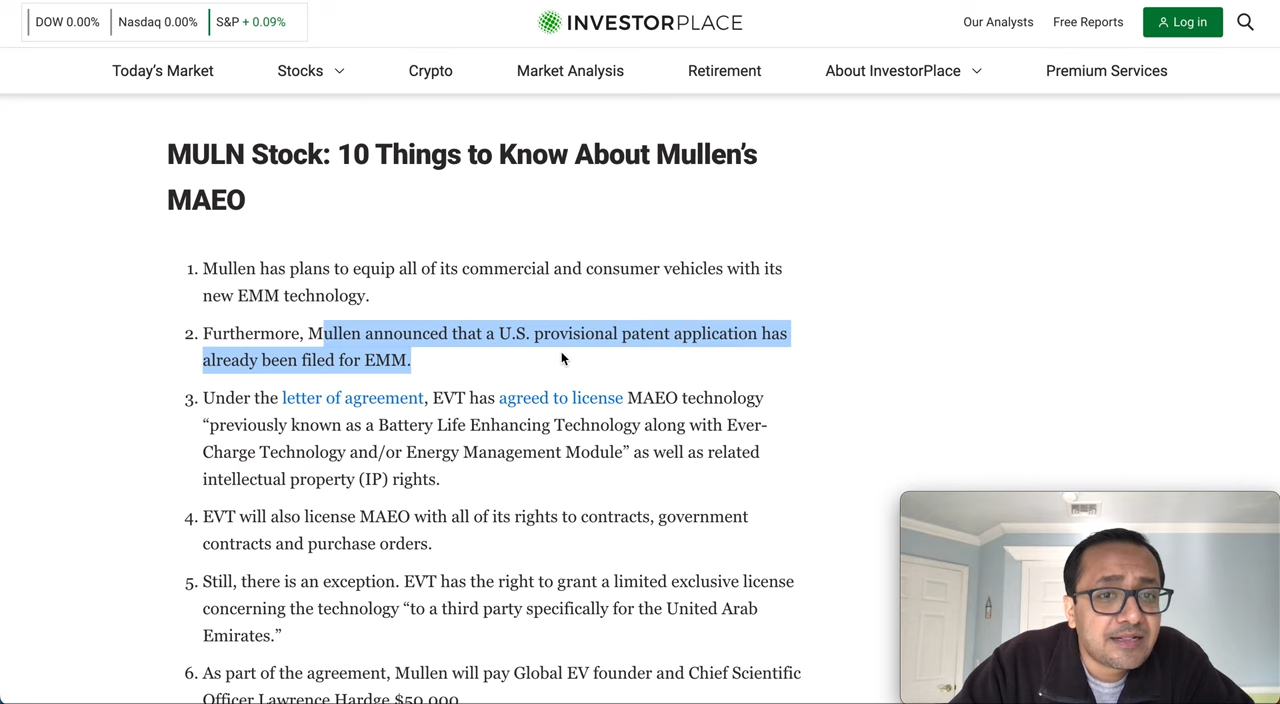 DOW 0.00% Nasdaq 0.00% S&P + 0.09%
INVESTORPLACE
Our Analysts Free Reports Log in
Today's Market Stocks Crypto Market Analysis Retirement About InvestorPlace Premium Services
MULN Stock: 10 Things to Know About Mullen's
MAEO
1. Mullen has plans to equip all of its commercial and consumer vehicles with its
new EMM technology.
2. Furthermore, Mullen announced that a U.S. provisional patent application has
already been filed for EMM.
3. Under the letter of agreement, EVT has agreed to license MAEO technology
“previously known as a Battery Life Enhancing Technology along with Ever-
Charge Technology and/or Energy Management Module” as well as related
intellectual property (IP) rights.
4. EVT will also license MAEO with all of its rights to contracts, government
contracts and purchase orders.
5. Still, there is an exception. EVT has the right to grant a limited exclusive license
concerning the technology “to a third party specifically for the United Arab
Emirates.”
6. As part of the agreement, Mullen will pay Global EV founder and Chief Scientific
Officer Lawrence Hardge $50,000